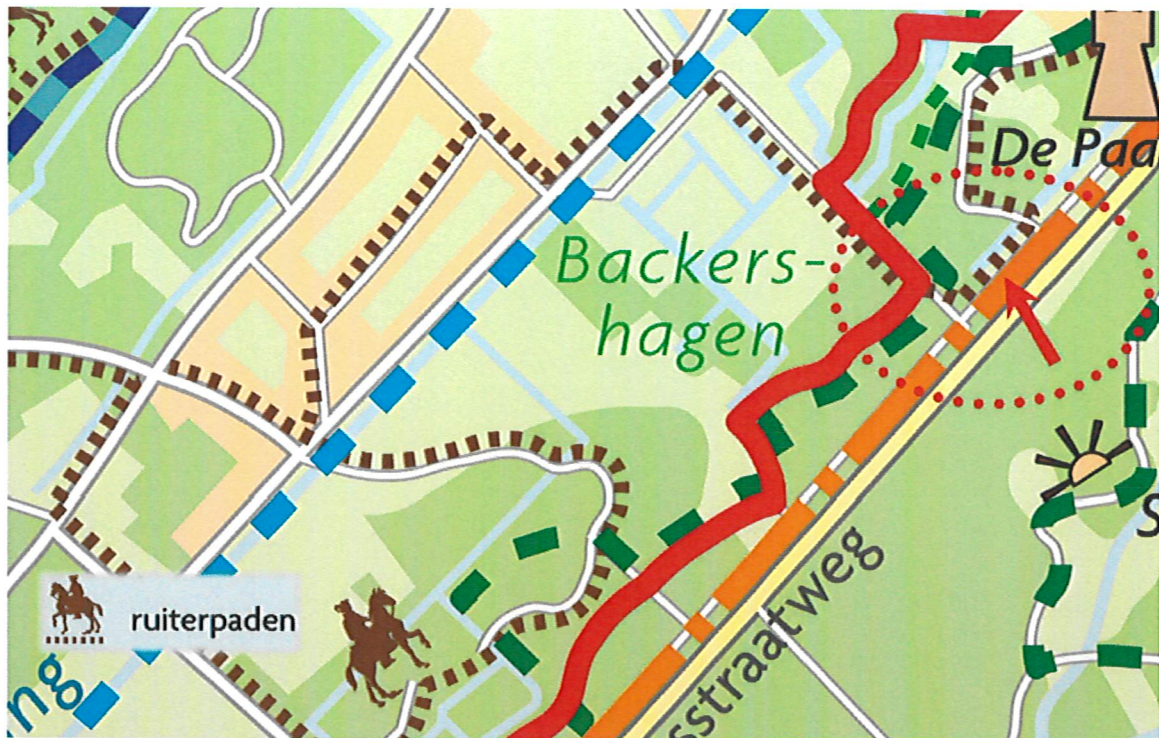 De Paa
Backers-
hagen
ruiterpaden
ng
sstraatweg
S